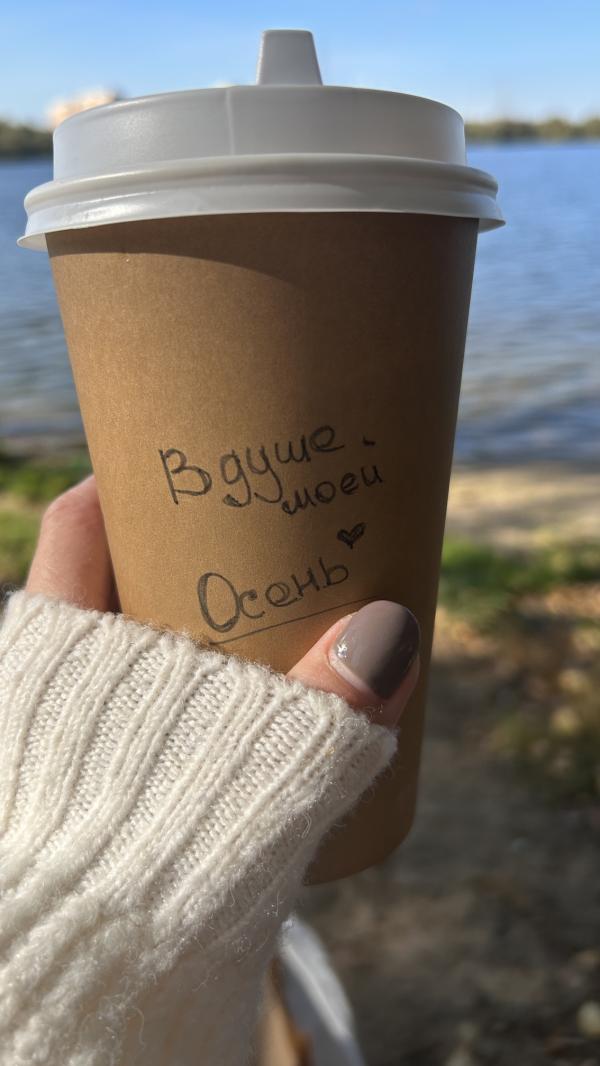 В душе.
моей
Осень